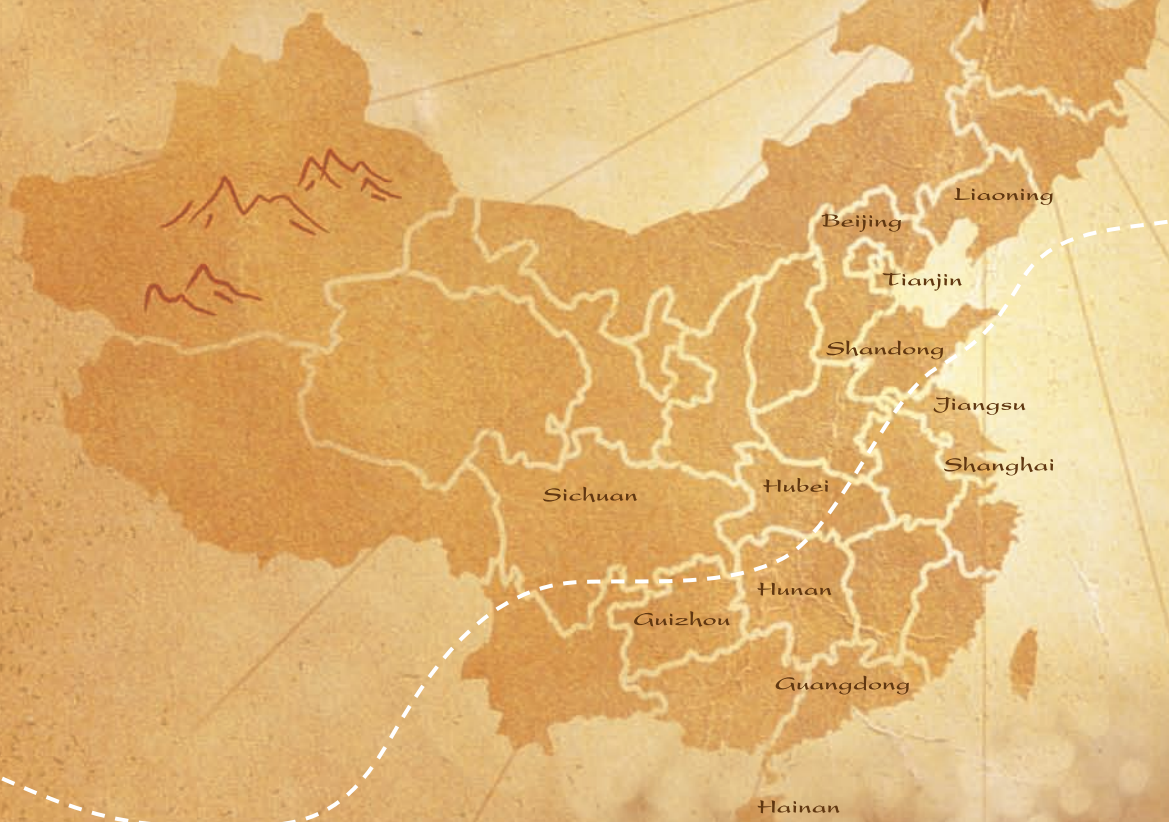 Liaoning
Beijing
Tianjin
Shandong
Jiangsu
Shanghai
Hubei
Sichuan
Hunan
Guizhou
Guangdong
Hainan